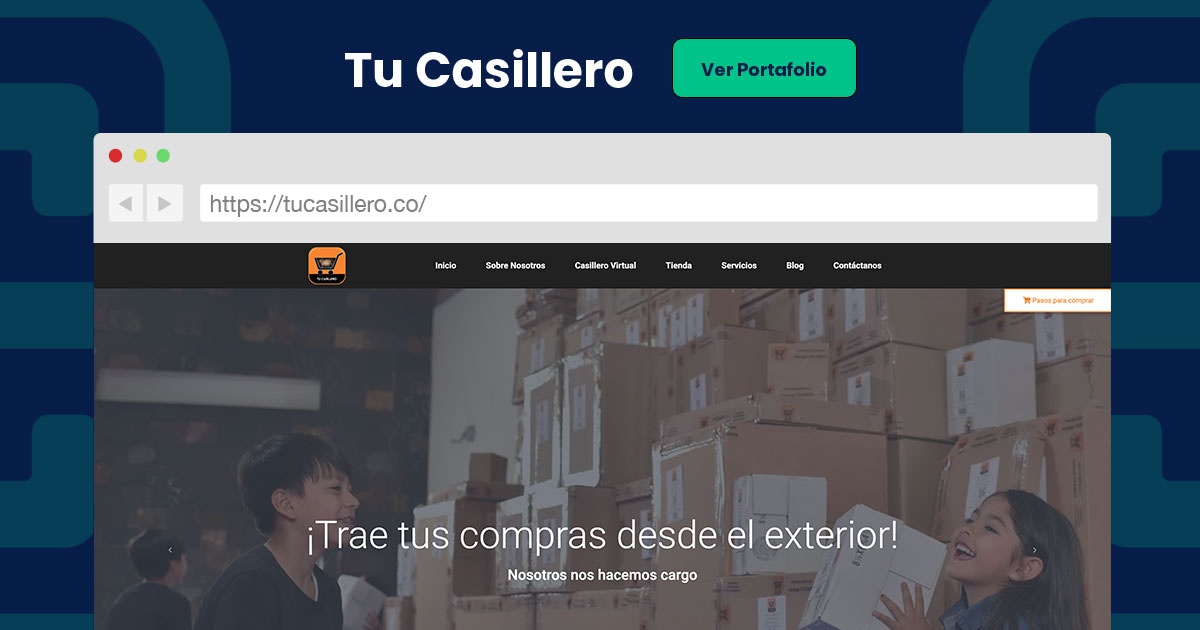 Tu Casillero
Ver Portafolio
https://tucasillero.co/
TU CASILLERO
Inicio Sobre Nosotros Casillero Virtual Tienda Servicios Blog Contáctanos
Pasos para comprar
¡Trae tus compras desde el exterior!
Nosotros nos hacemos cargo